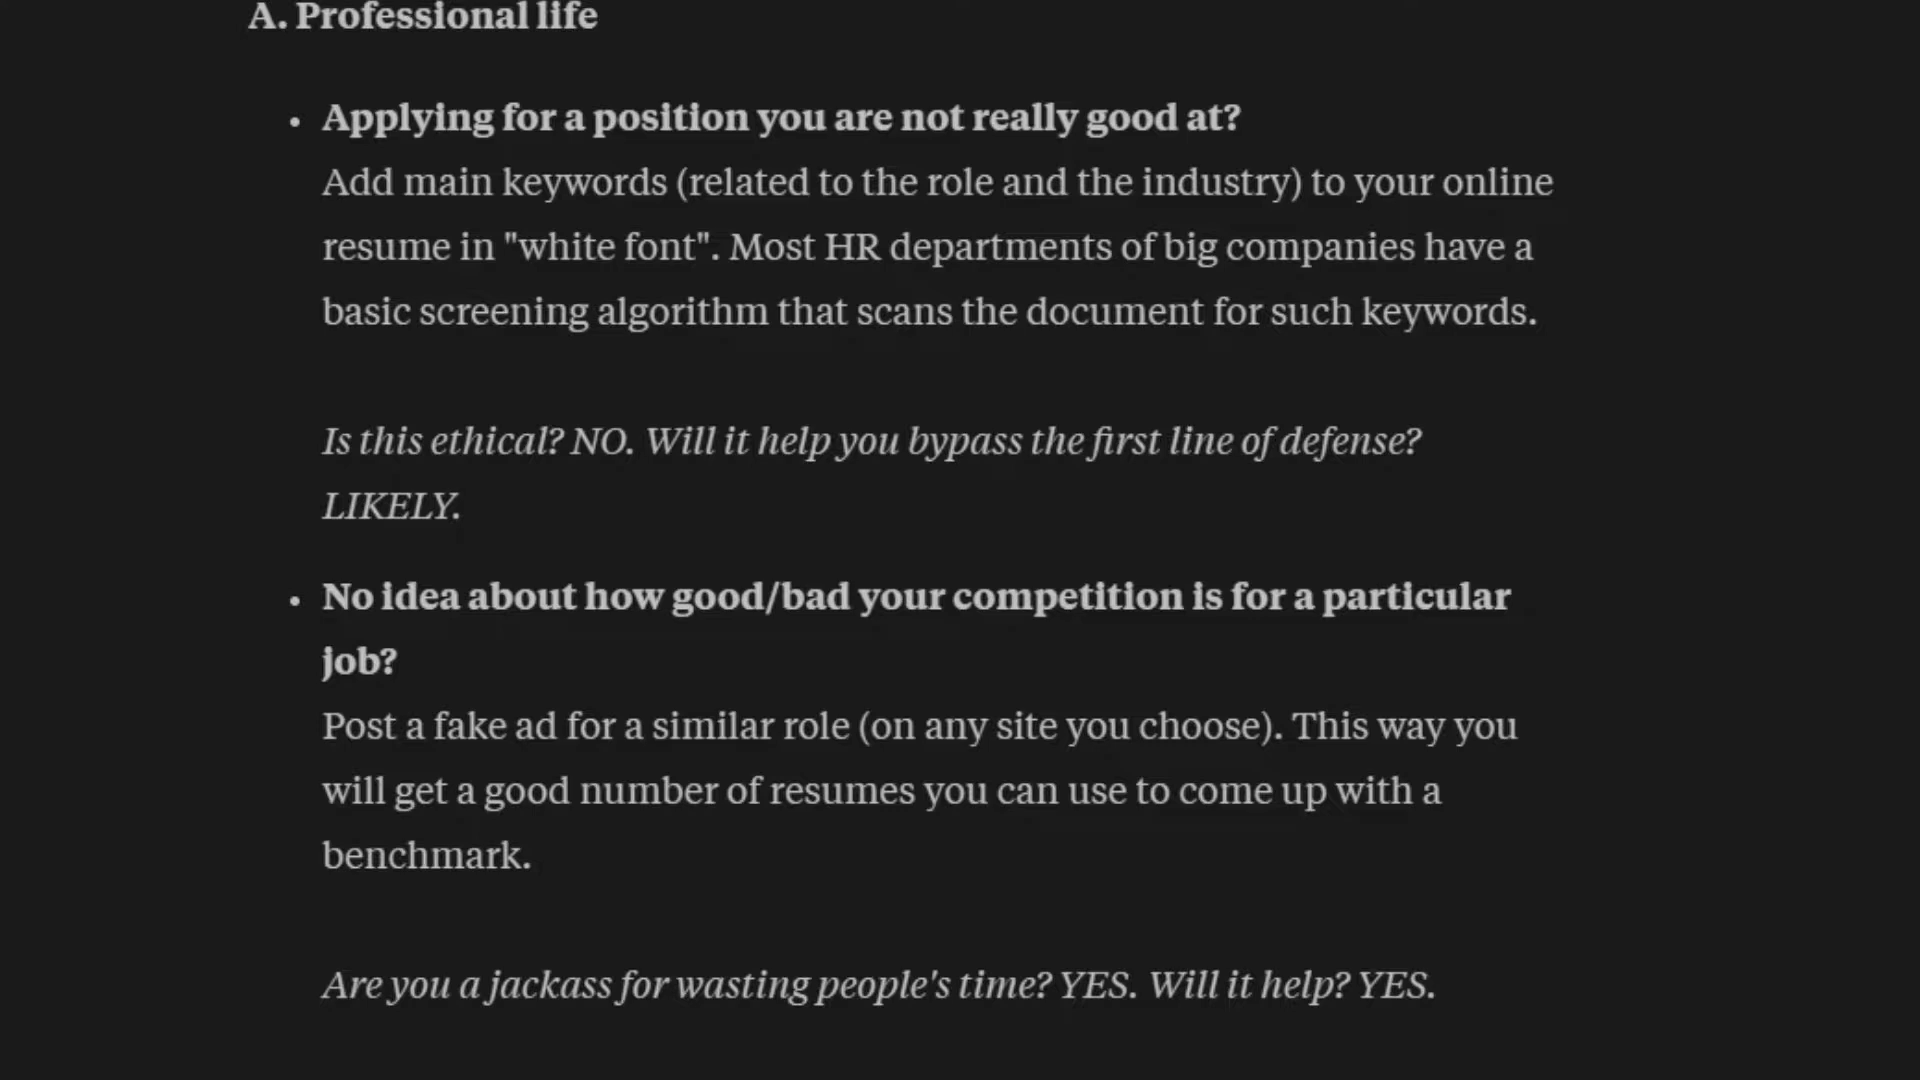 A. Professional life
• Applying for a position you are not really good at?
Add main keywords (related to the role and the industry) to your online
resume in "white font". Most HR departments of big companies have a
basic screening algorithm that scans the document for such keywords.
Is this ethical? NO. Will it help you bypass the first line of defense?
LIKELY.
• No idea about how good/bad your competition is for a particular
job?
Post a fake ad for a similar role (on any site you choose). This way you
will get a good number of resumes you can use to come up with a
benchmark.
Are you a jackass for wasting people's time? YES. Will it help? YES.